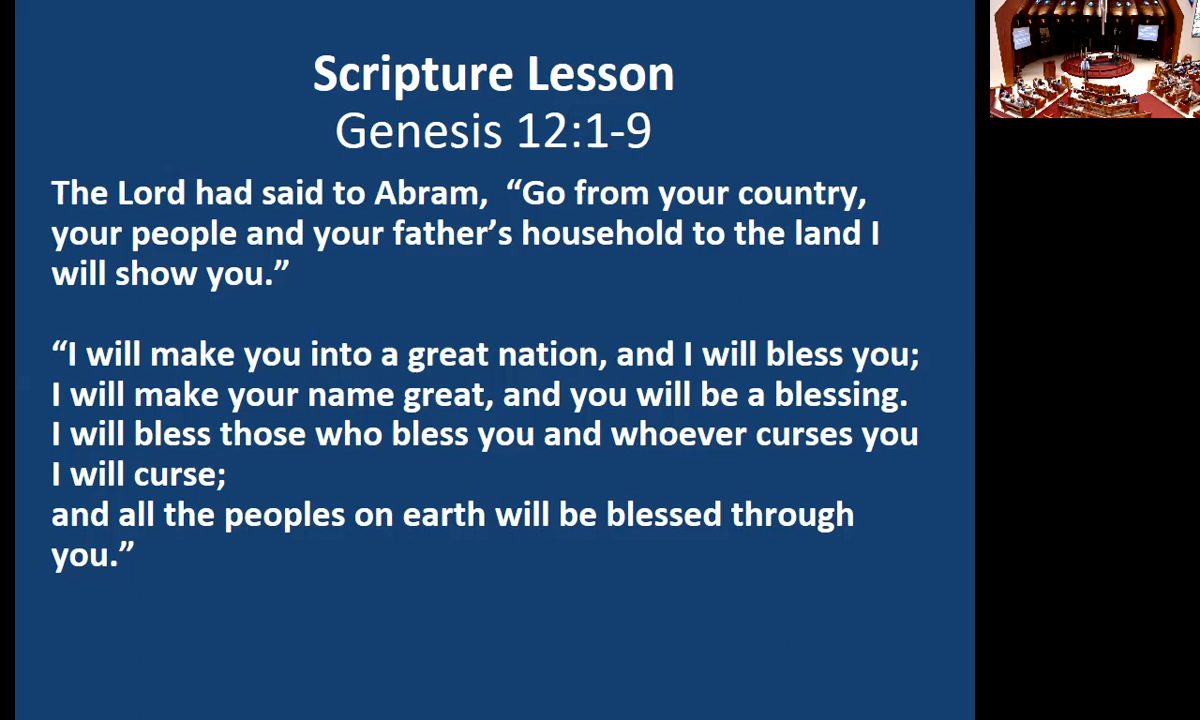 Scripture Lesson
Genesis 12:1-9
The Lord had said to Abram,  “Go from your country,
your people and your father’s household to the land I
will show you.”
“I will make you into a great nation, and I will bless you;
I will make your name great, and you will be a blessing.
I will bless those who bless you and whoever curses you
I will curse;
and all the peoples on earth will be blessed through
you.”